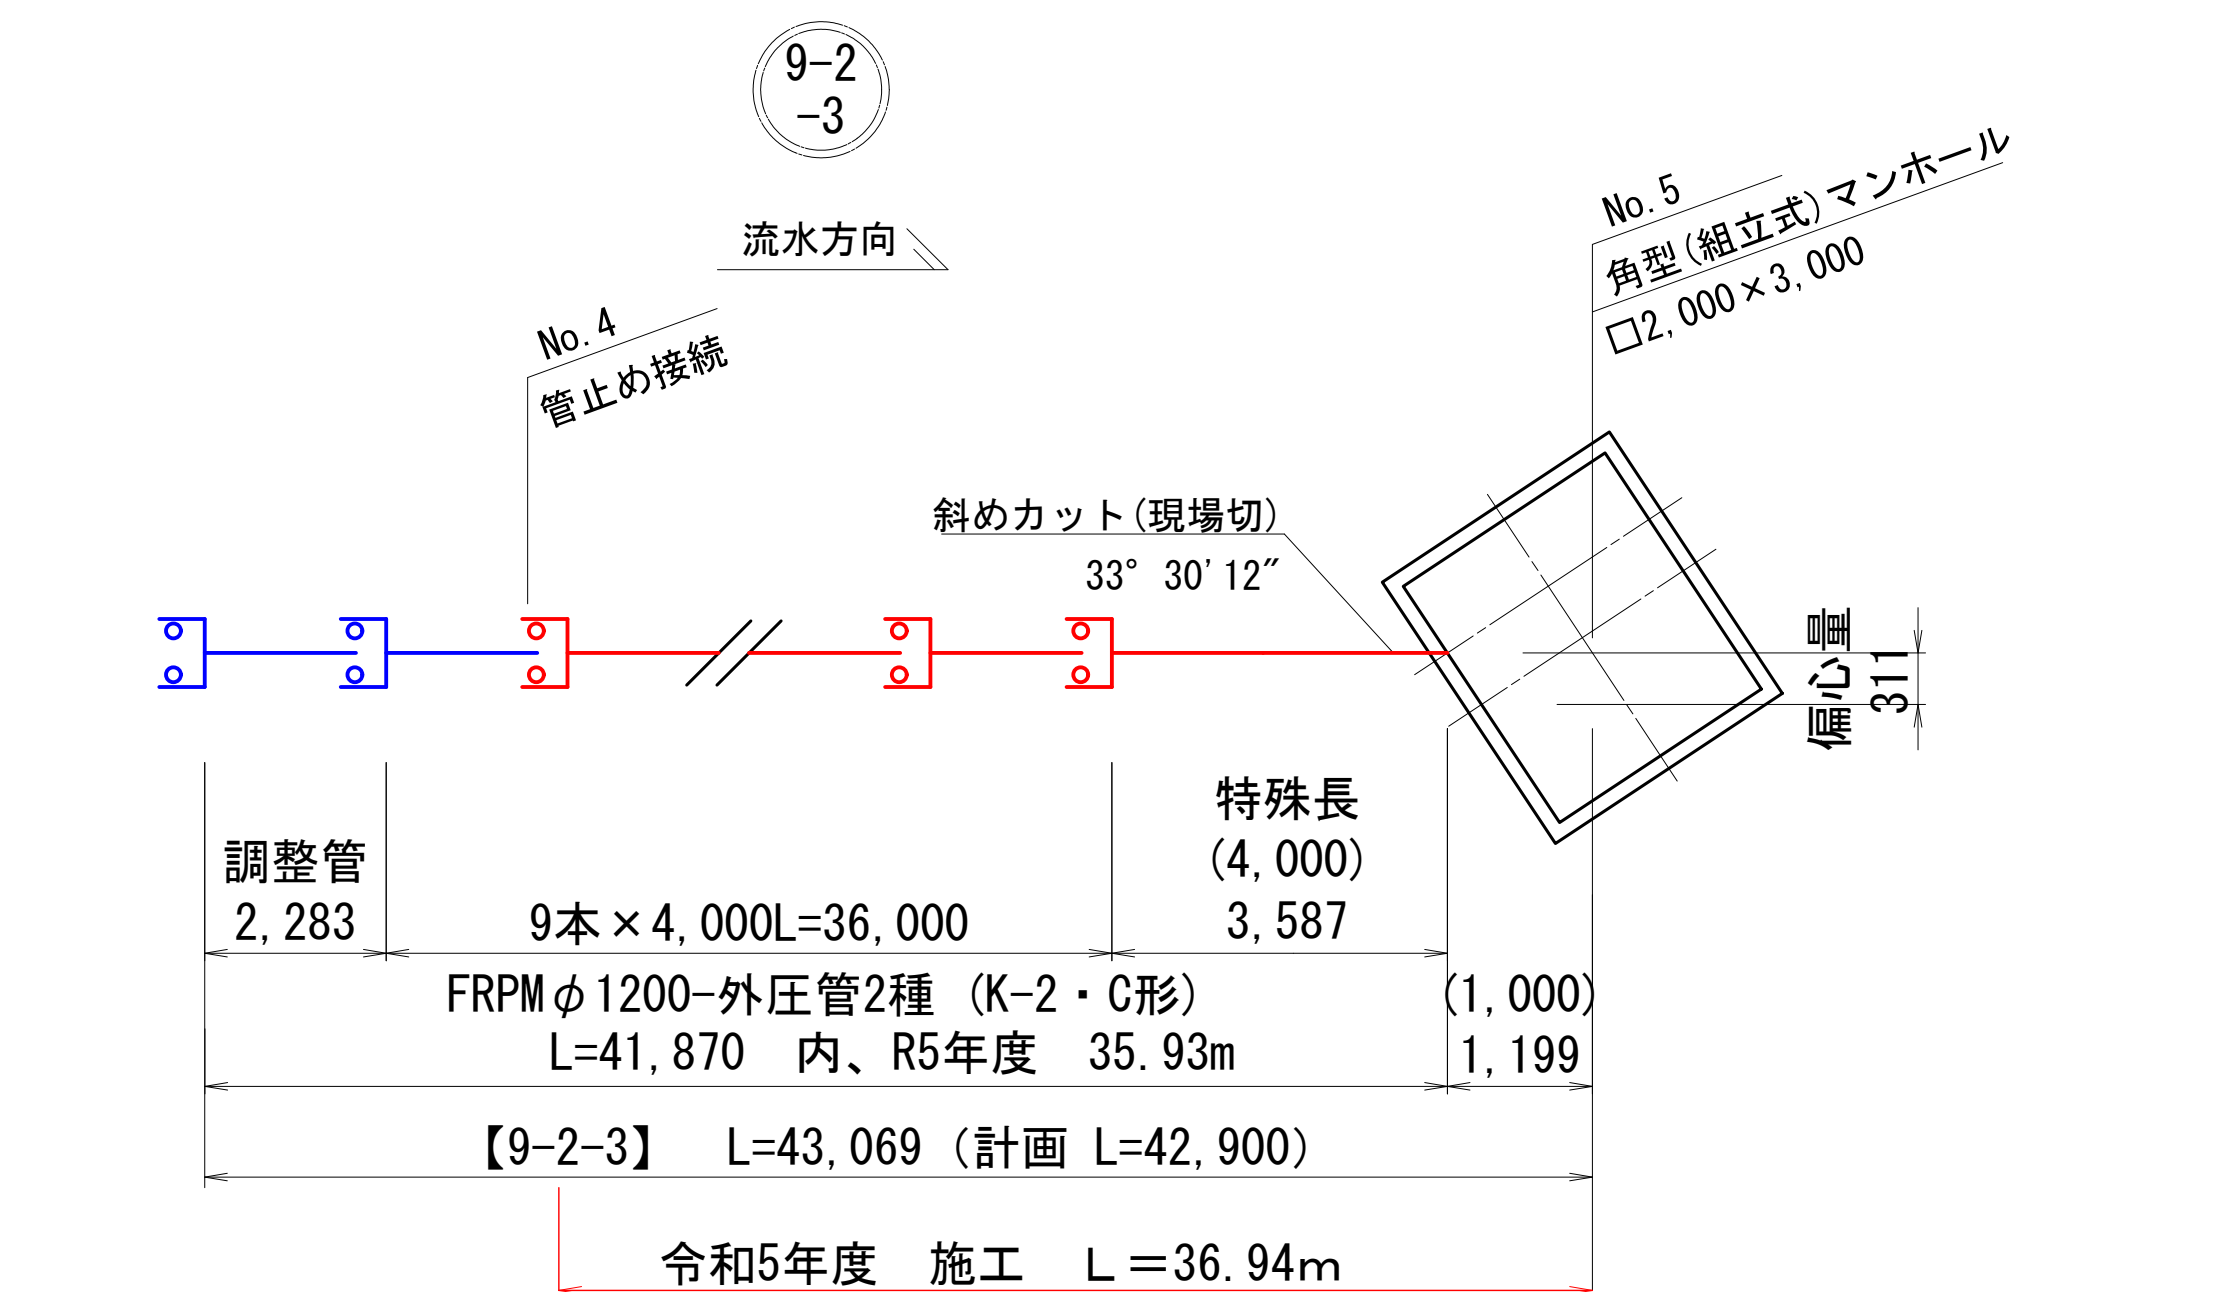 9-2
-3
流水方向
No.5
角型(組立式)マンホール
□2,000×3,000
No.4
管止め接続
斜めカット(現場切)
33° 30'12"
偏心量
311
特殊長
(4,000)
3,587
調整管
2,283
9本×4,000L=36,000
FRPMφ1200-外圧管2種 (K-2・C形)
L=41,870 内、R5年度 35.93m
(1,000)
1,199
【9-2-3】 L=43,069 (計画 L=42,900)
令和5年度 施工 L=36.94m